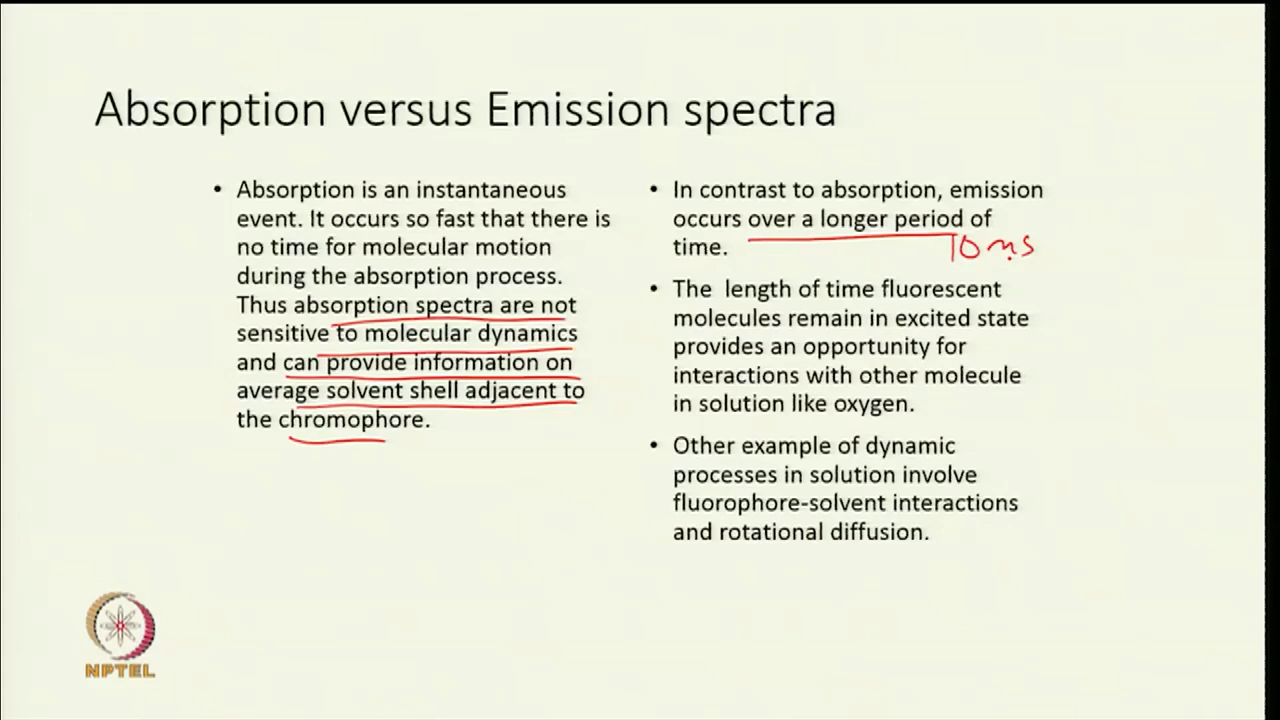 Absorption versus Emission spectra
• Absorption is an instantaneous
event. It occurs so fast that there is
no time for molecular motion
during the absorption process.
Thus absorption spectra are not
sensitive to molecular dynamics
and can provide information on
average solvent shell adjacent to
the chromophore.
• In contrast to absorption, emission
occurs over a longer period of
time.
10 ns
• The length of time fluorescent
molecules remain in excited state
provides an opportunity for
interactions with other molecule
in solution like oxygen.
• Other example of dynamic
processes in solution involve
fluorophore-solvent interactions
and rotational diffusion.
NPTEL